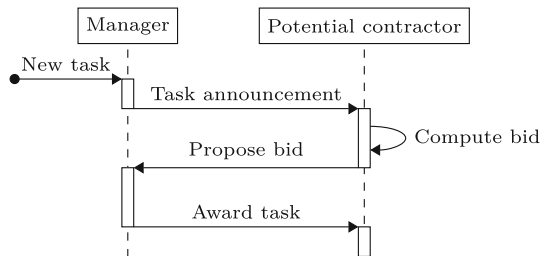 Manager
Potential contractor
New task
Task announcement
Compute bid
Propose bid
Award task